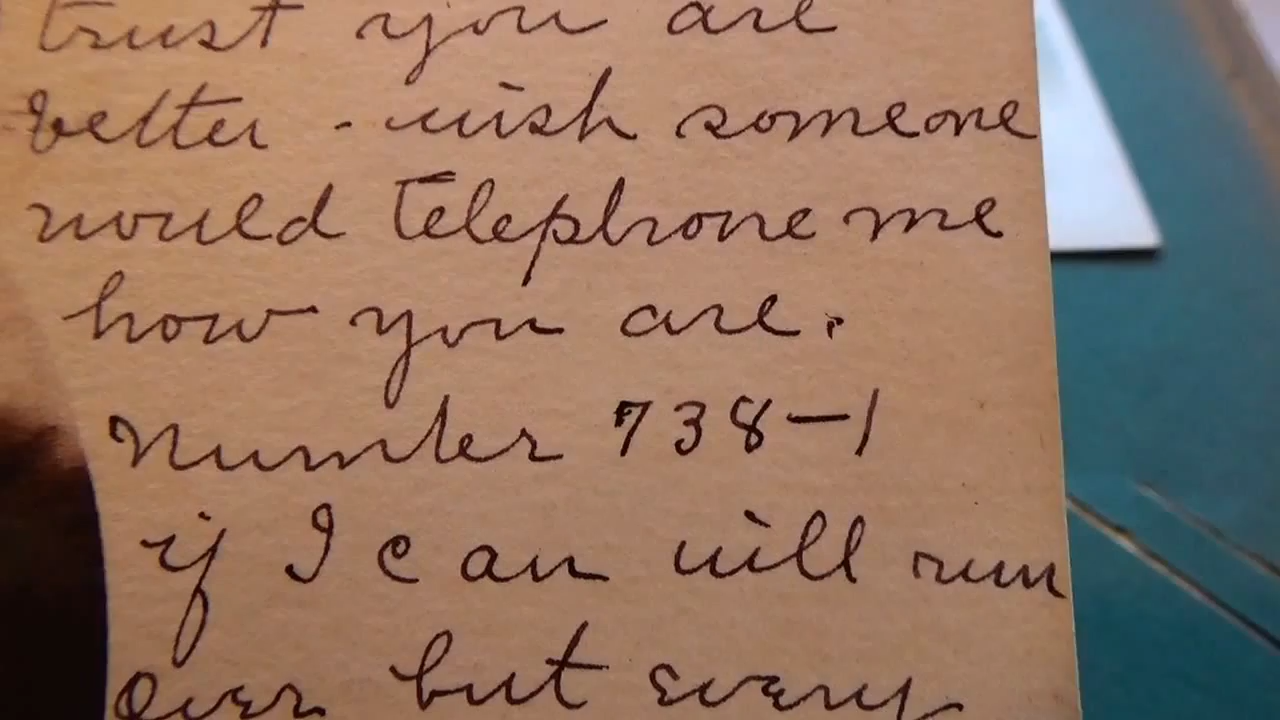 trust you are
better - wish someone
would telephone me
how you are.
Number 738-1
if I can will run
over but every